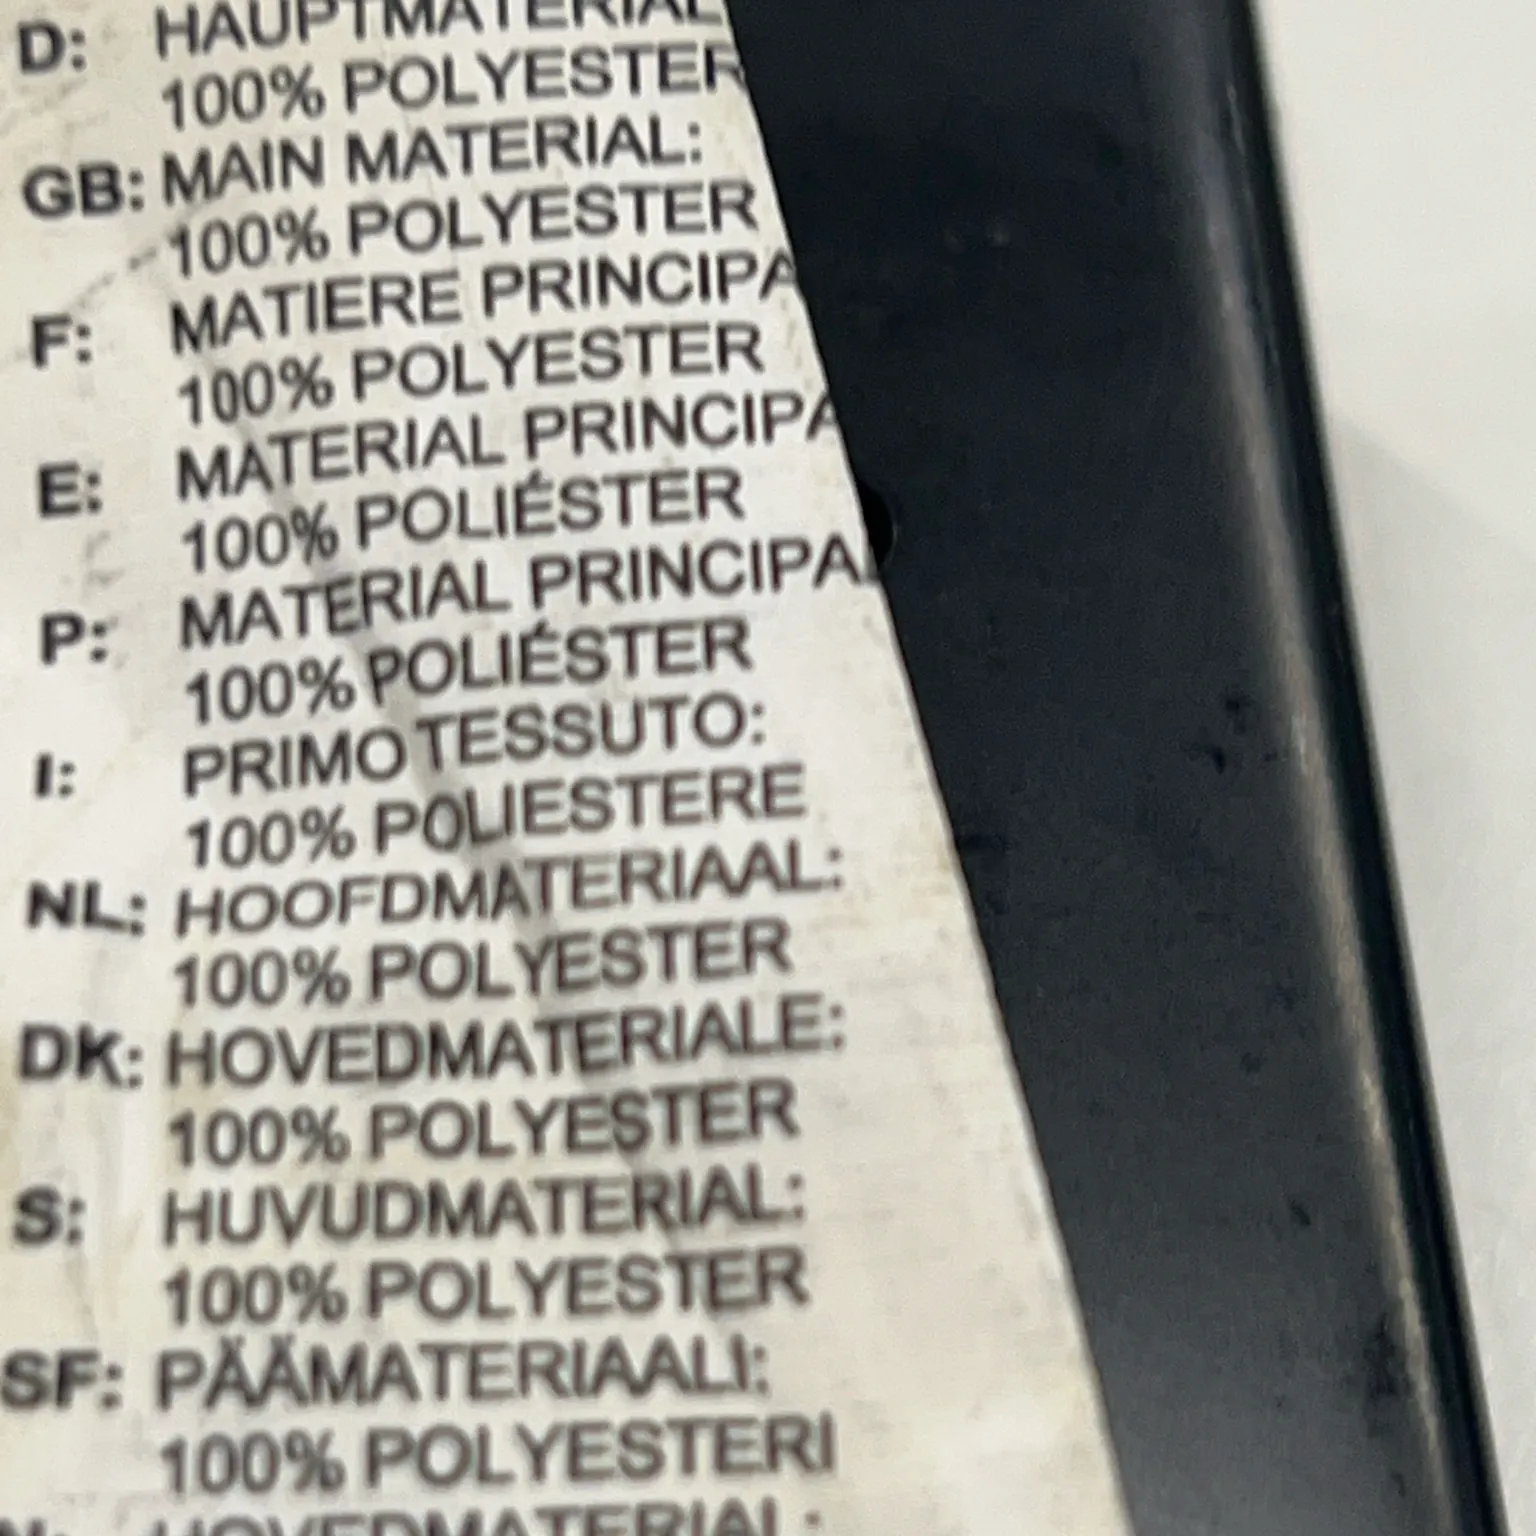 D: HAUPTMATERIAL
100% POLYESTER
GB: MAIN MATERIAL:
100% POLYESTER
F: MATIERE PRINCIPA
100% POLYESTER
E: MATERIAL PRINCIPA
100% POLIÉSTER
P: MATERIAL PRINCIPAL
100% POLIÉSTER
I: PRIMO TESSUTO:
100% POLIESTERE
NL: HOOFDMATERIAAL:
100% POLYESTER
DK: HOVEDMATERIALE:
100% POLYESTER
S: HUVUDMATERIAL:
100% POLYESTER
SF: PÄÄMATERIAALI:
100% POLYESTERI
N: HOVEDMATERIAL: